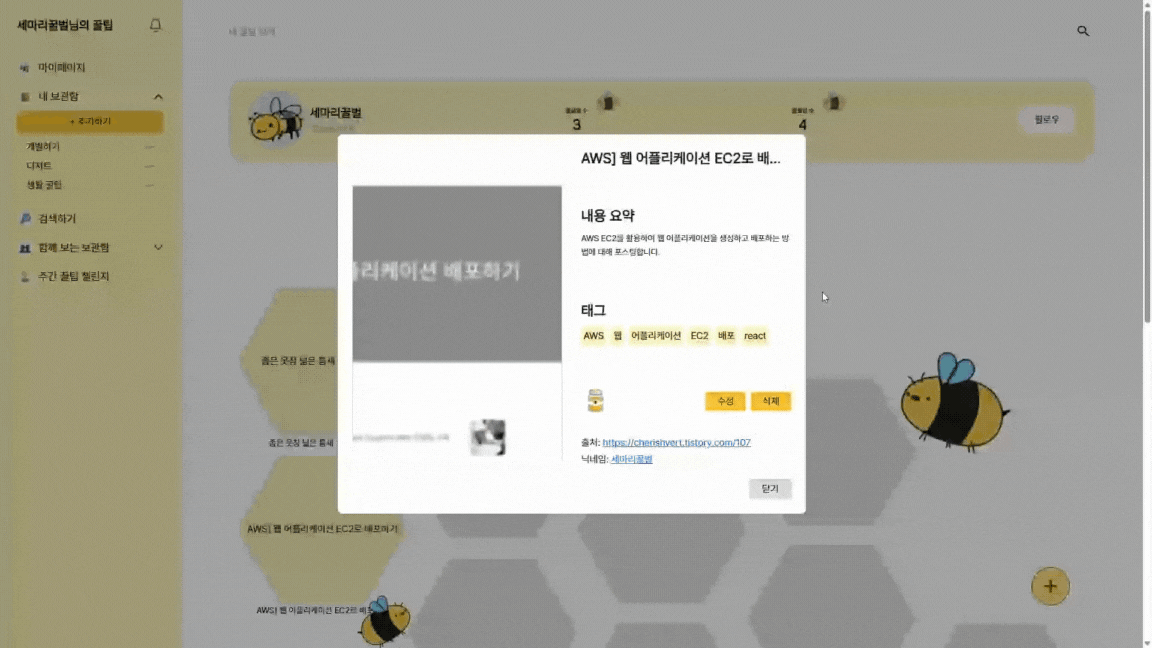 세마리꿀벌님의 꿀팁
마이페이지
내 보관함
+ 추가하기
개발하기
디저트
생활 꿀팁
검색하기
함께 보는 보관함
주간 꿀팁 챌린지
세마리꿀벌
3
4
팔로우
AWS] 웹 어플리케이션 EC2로 배...
내용 요약
AWS EC2을 활용하여 웹 어플리케이션을 생성하고 배포하는 방
법에 대해 포스팅합니다.
플리케이션 배포하기
태그
AWS 웹 어플리케이션 EC2 배포 react
수정 삭제
출처: https://cherishvert.tistory.com/107
닉네임: 세마리꿀벌
닫기
좁은 옷장 넓은 틈새
좁은 옷장 넓은 틈새
AWS] 웹 어플리케이션 EC2로 배포하기
AWS] 웹 어플리케이션 EC2로 배포
+